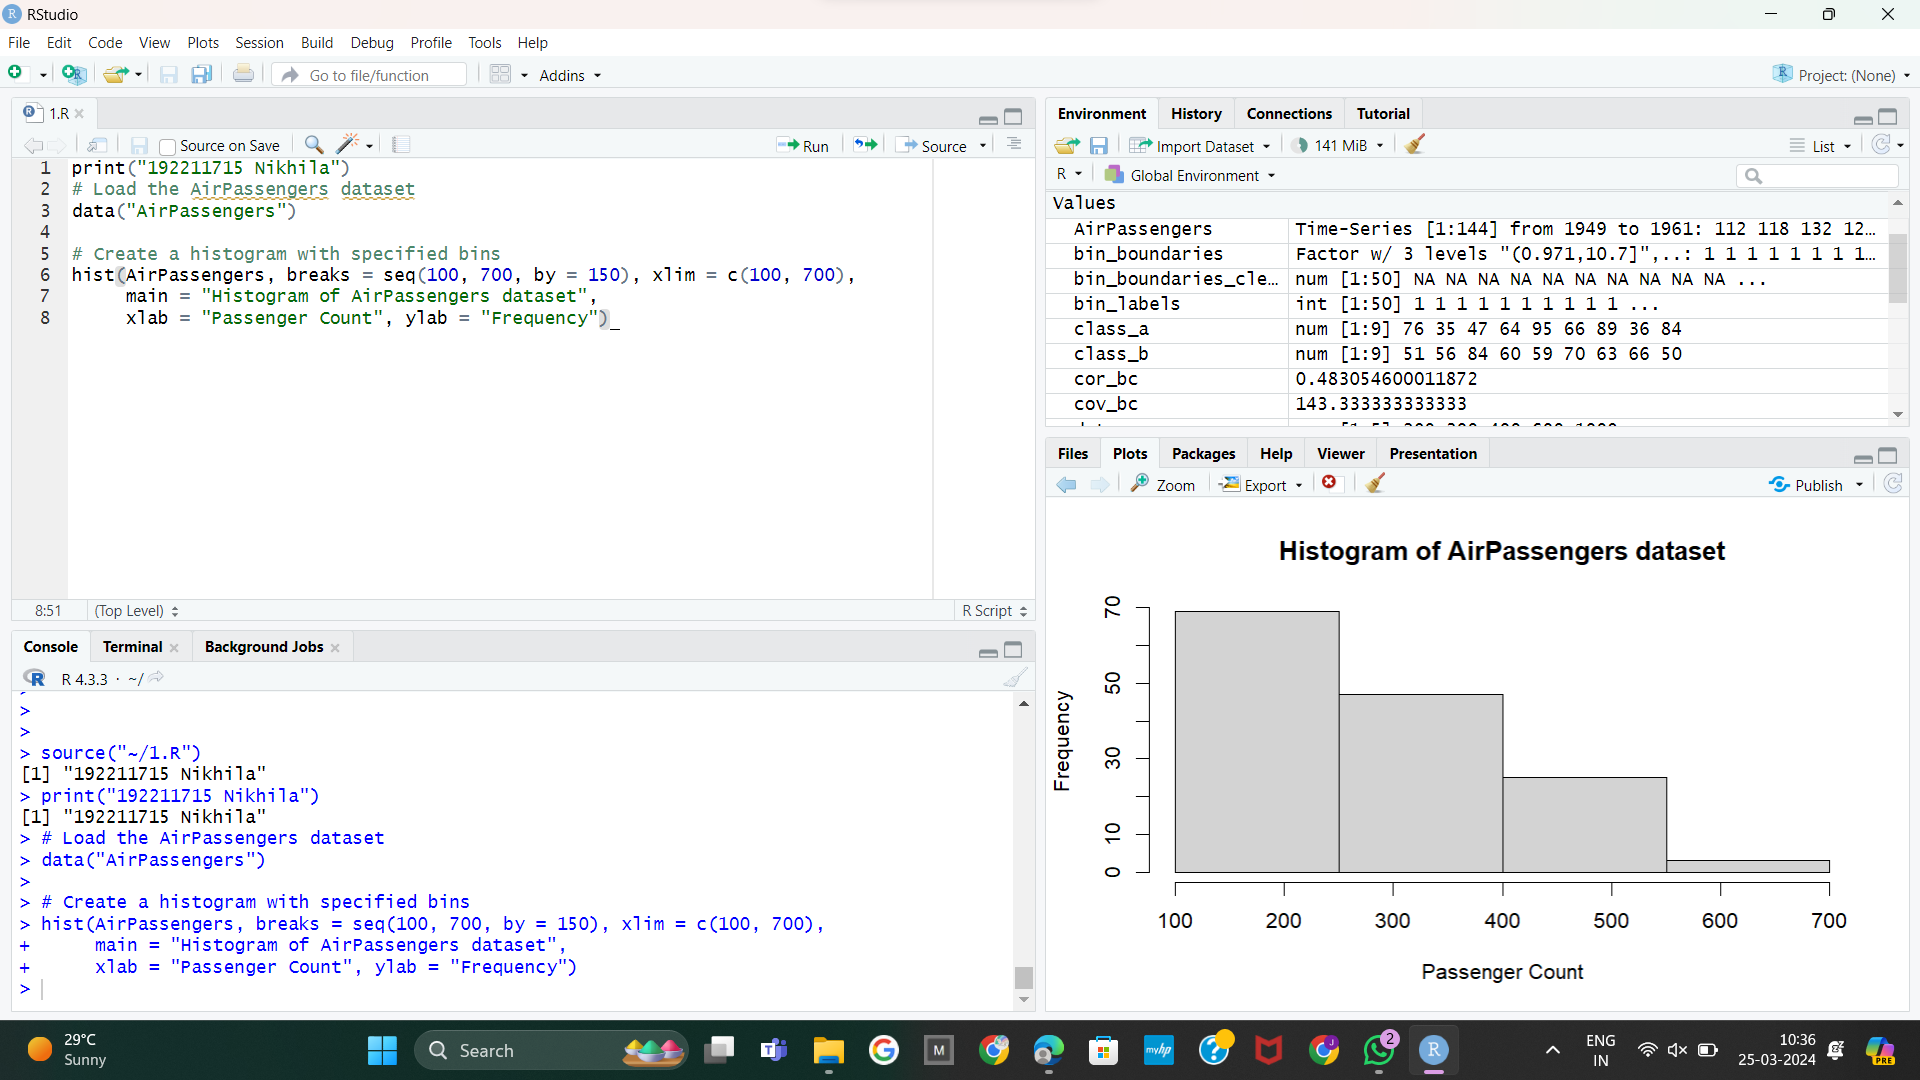 RStudio
File Edit Code View Plots Session Build Debug Profile Tools Help
Go to file/function Addins Project: (None)
1.R
Source on Save Run Source
1 print("192211715 Nikhila")
2 # Load the AirPassengers dataset
3 data("AirPassengers")
4
5 # Create a histogram with specified bins
6 hist(AirPassengers, breaks = seq(100, 700, by = 150), xlim = c(100, 700),
7 main = "Histogram of AirPassengers dataset",
8 xlab = "Passenger Count", ylab = "Frequency")
8:51 (Top Level) R Script
Console Terminal Background Jobs
R 4.3.3 · ~/
>
>
> source("~/1.R")
[1] "192211715 Nikhila"
> print("192211715 Nikhila")
[1] "192211715 Nikhila"
> # Load the AirPassengers dataset
> data("AirPassengers")
>
> # Create a histogram with specified bins
> hist(AirPassengers, breaks = seq(100, 700, by = 150), xlim = c(100, 700),
+ main = "Histogram of AirPassengers dataset",
+ xlab = "Passenger Count", ylab = "Frequency")
>
Environment History Connections Tutorial
Import Dataset 141 MiB List
R Global Environment
Values
AirPassengers Time-Series [1:144] from 1949 to 1961: 112 118 132 12…
bin_boundaries Factor w/ 3 levels "(0.971,10.7]",..: 1 1 1 1 1 1 1 1…
bin_boundaries_cle… num [1:50] NA NA NA NA NA NA NA NA NA NA ...
bin_labels int [1:50] 1 1 1 1 1 1 1 1 1 1 ...
class_a num [1:9] 76 35 47 64 95 66 89 36 84
class_b num [1:9] 51 56 84 60 59 70 63 66 50
cor_bc 0.483054600011872
cov_bc 143.333333333333
Files Plots Packages Help Viewer Presentation
Zoom Export Publish
Histogram of AirPassengers dataset
Frequency
70
50
30
10
0
100 200 300 400 500 600 700
Passenger Count
29°C
Sunny
Search
M
myhp
J
2
R
ENG
IN
10:36
25-03-2024
PRE